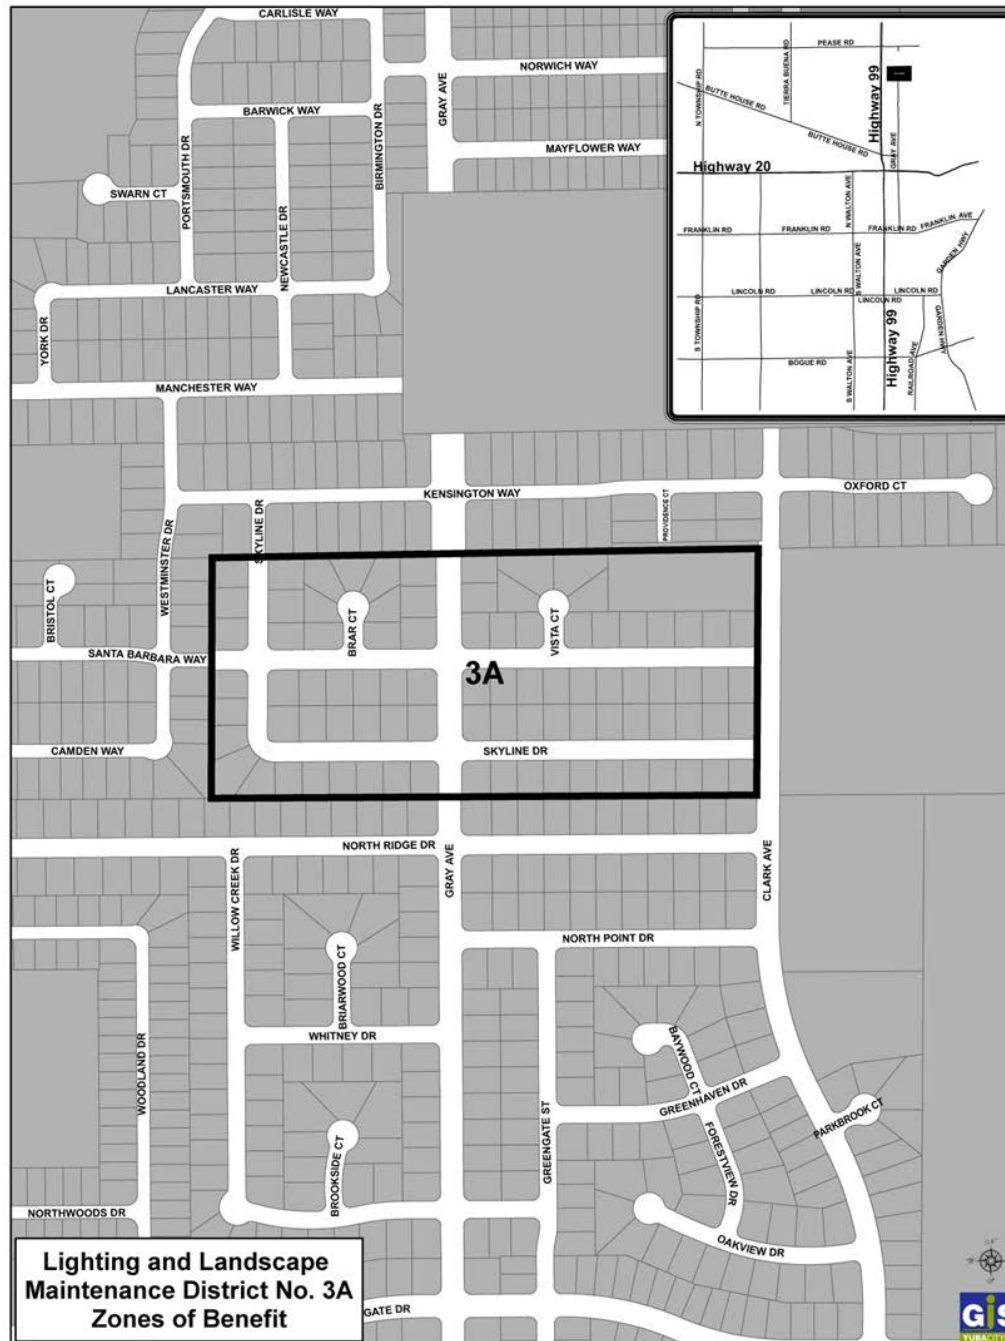 CARLISLE WAY
NORWICH WAY
BARWICK WAY
GRAY AVE
BIRMINGTON DR
MAYFLOWER WAY
PORTSMOUTH DR
SWARN CT
NEWCASTLE DR
LANCASTER WAY
YORK DR
MANCHESTER WAY
PEASE RD
TIERRA BUENA RD
N TOWNSHIP RD
BUTTE HOUSE RD
BUTTE HOUSE RD
Highway 99
GRAY AVE
Highway 20
N WALTON AVE
FRANKLIN RD
FRANKLIN RD
FRANKLIN RD
FRANKLIN AVE
S WALTON AVE
GARDEN HWY
LINCOLN RD
LINCOLN RD
LINCOLN RD
LINCOLN RD
S TOWNSHIP RD
GARDEN HWY
BOGUE RD
S WALTON AVE
Highway 99
RAILROAD AVE
KENSINGTON WAY
OXFORD CT
PROVIDENCE CT
SKYLINE DR
WESTMINSTER DR
BRISTOL CT
BRAR CT
VISTA CT
SANTA BARBARA WAY
3A
CAMDEN WAY
SKYLINE DR
NORTH RIDGE DR
WILLOW CREEK DR
GRAY AVE
CLARK AVE
NORTH POINT DR
BRIARWOOD CT
WHITNEY DR
WOODLAND DR
BAYWOOD CT
GREENHAVEN DR
GREENGATE ST
FORESTVIEW DR
PARKBROOK CT
BROOKSIDE CT
NORTHWOODS DR
OAKVIEW DR
GATE DR
Lighting and Landscape
Maintenance District No. 3A
Zones of Benefit
GIS